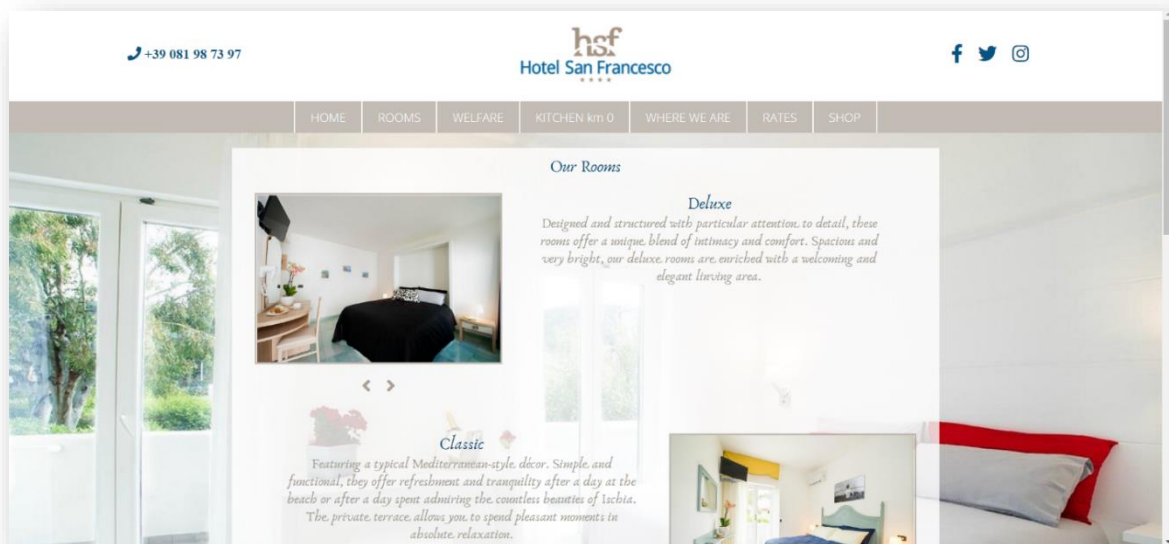 +39 081 98 73 97
hsf
Hotel San Francesco
HOME ROOMS WELFARE KITCHEN km 0 WHERE WE ARE RATES SHOP
Our Rooms
Deluxe
Designed and structured with particular attention to detail, these
rooms offer a unique blend of intimacy and comfort. Spacious and
very bright, our deluxe rooms are enriched with a welcoming and
elegant linving area.
Classic
Featuring a typical Mediterranean-style décor. Simple and
functional, they offer refreshment and tranquility after a day at the
beach or after a day spent admiring the countless beauties of Ischia.
The private terrace allows you to spend pleasant moments in
absolute relaxation.